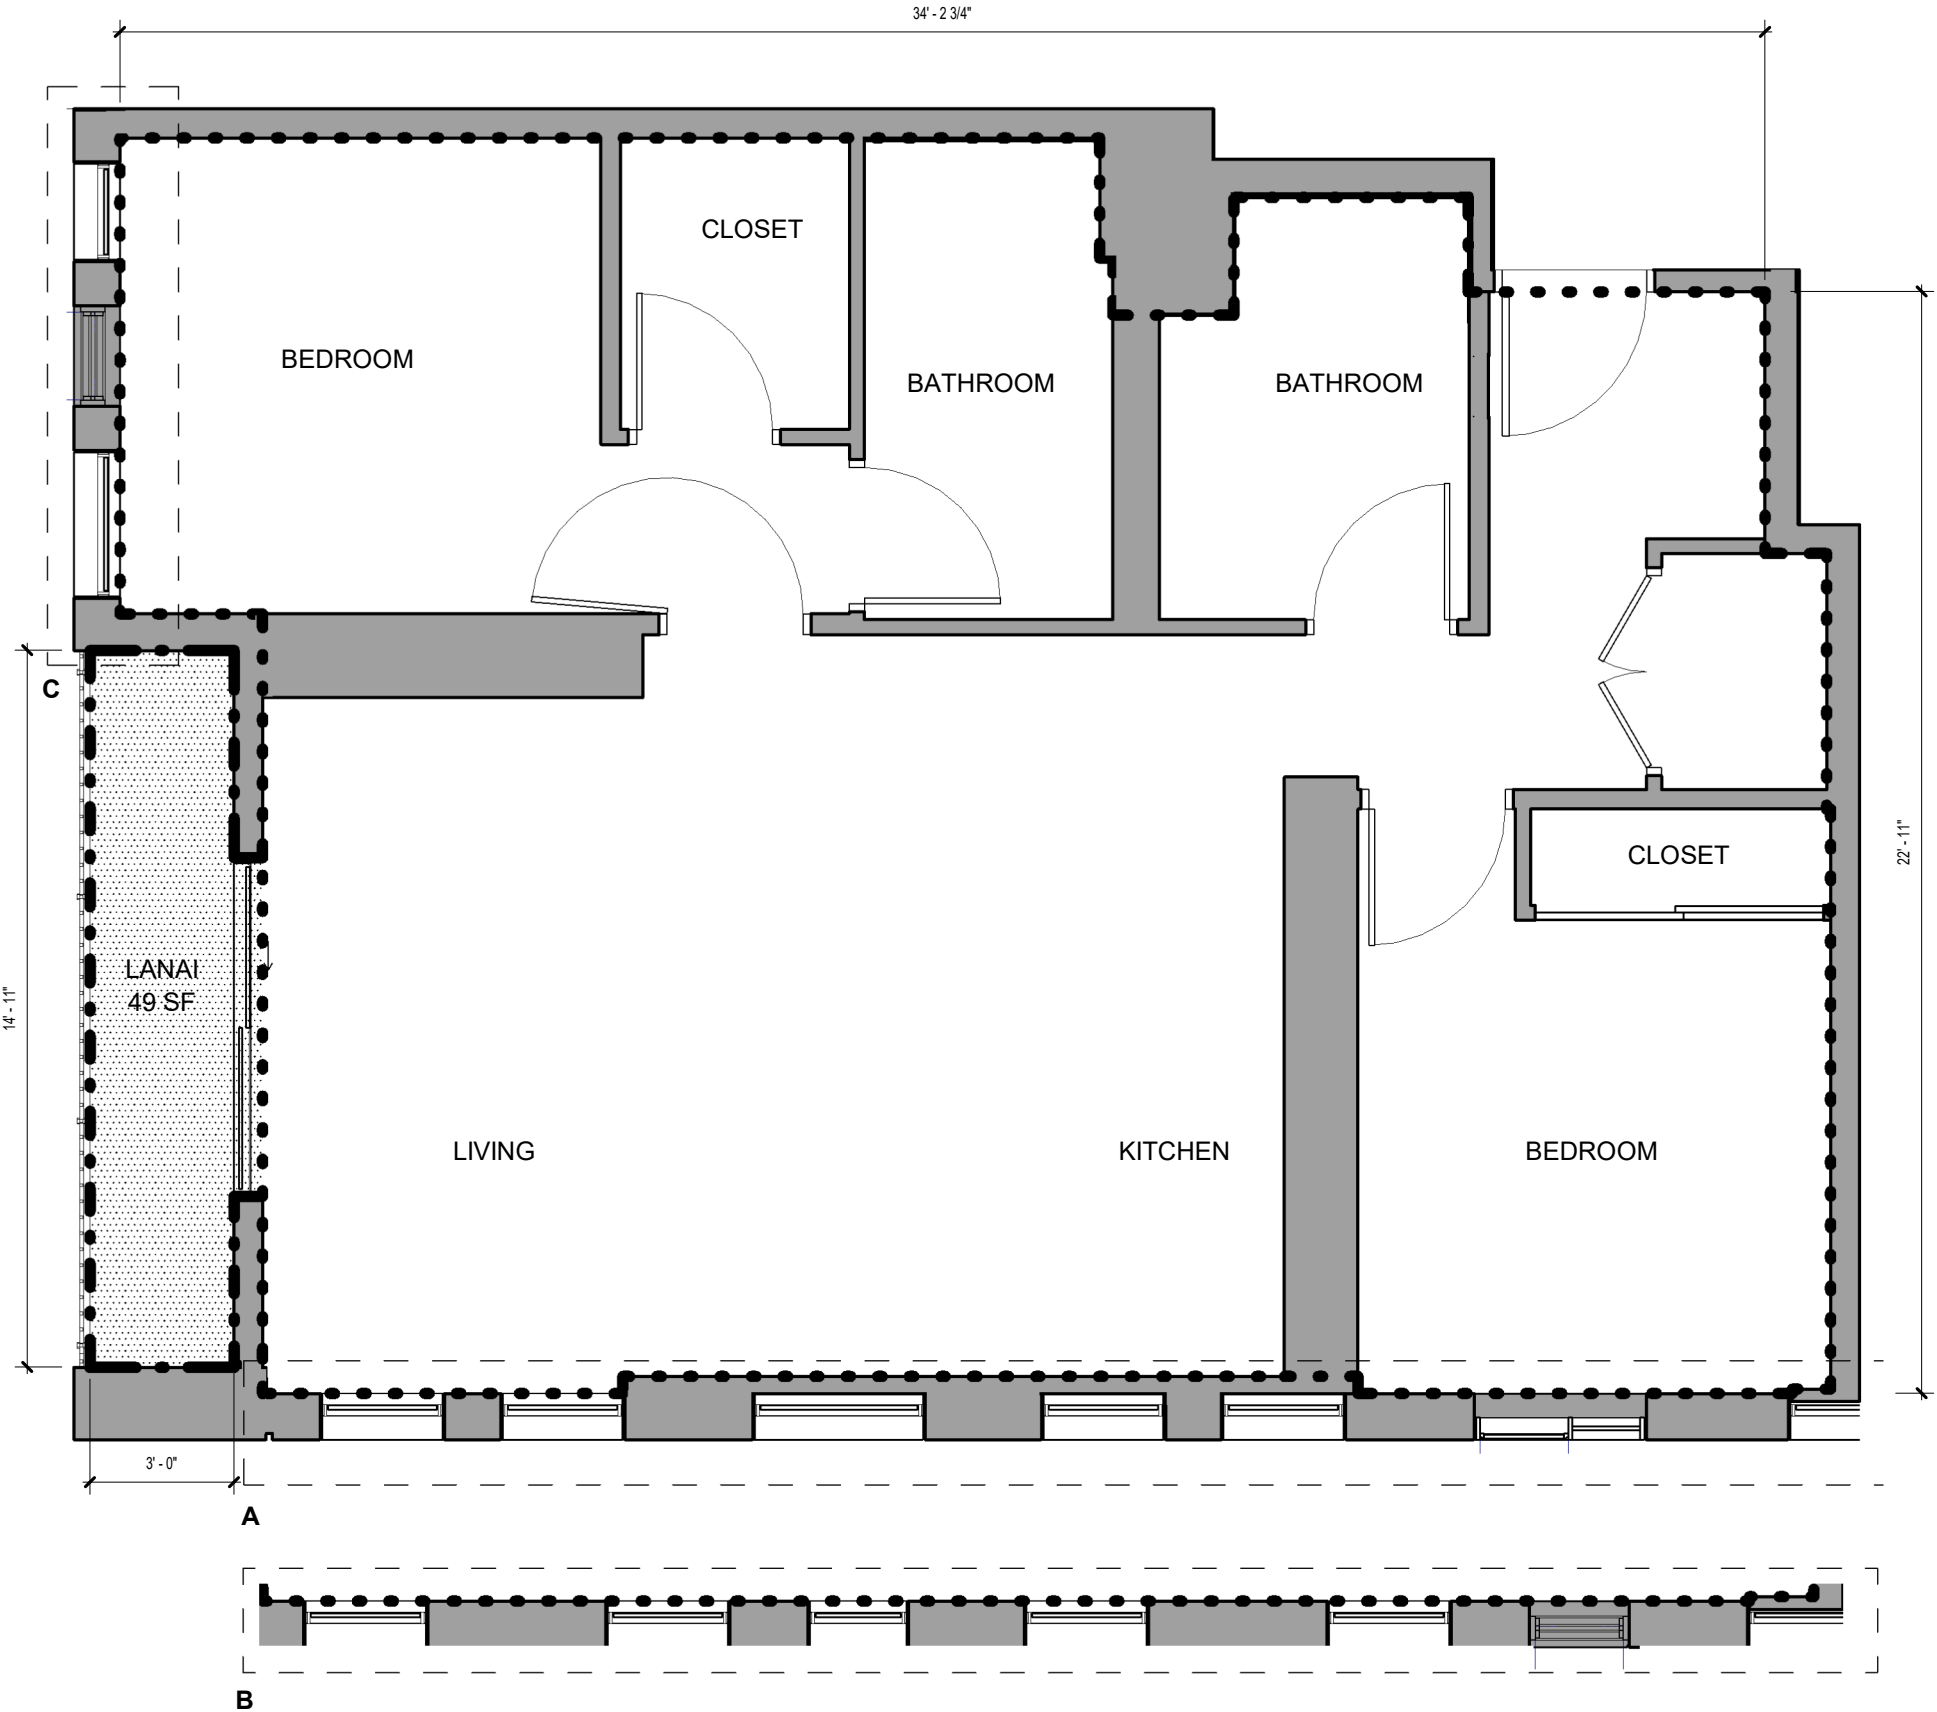 34' - 2 3/4"
CLOSET
BEDROOM
BATHROOM
BATHROOM
C
CLOSET
22' - 11"
LANAI
49 SF
14' - 11"
LIVING
KITCHEN
BEDROOM
3' - 0"
A
B